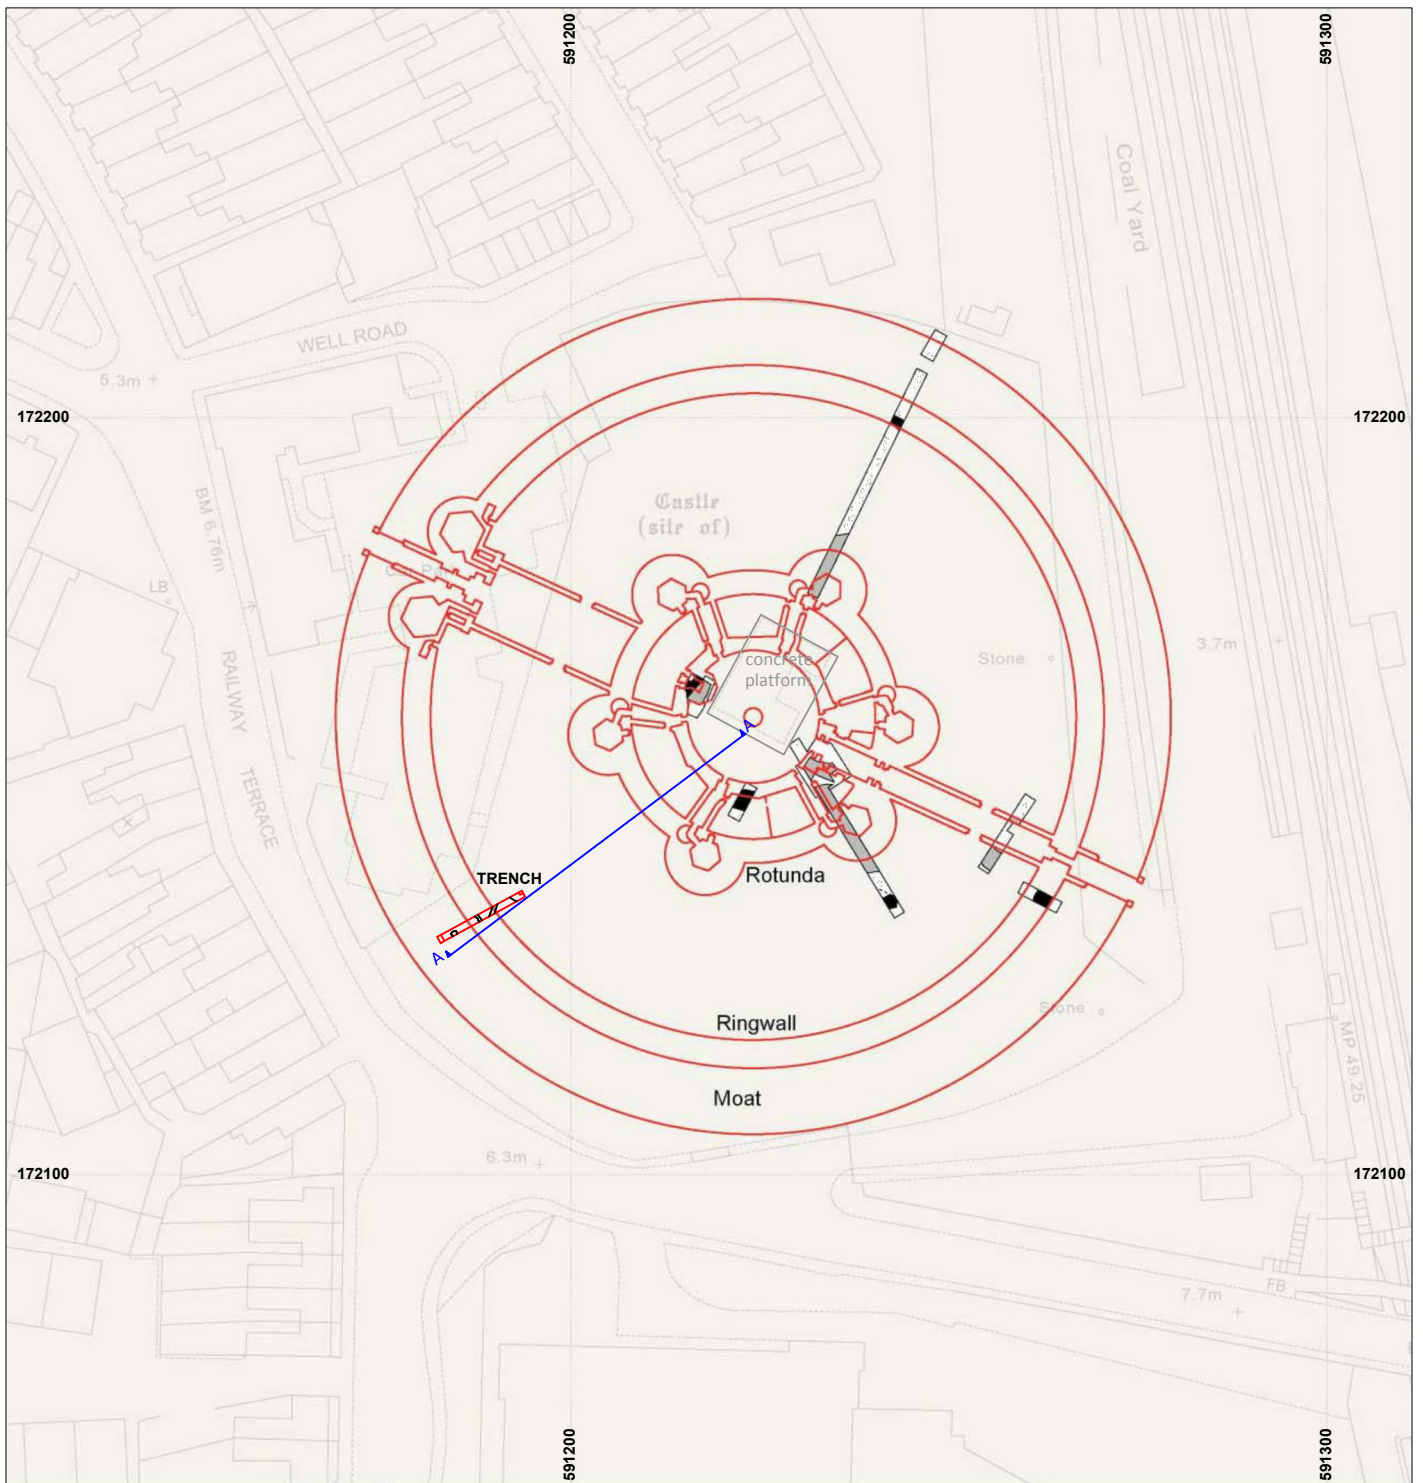 591200
591300
Coal Yard
WELL ROAD
5.3m
172200
172200
Castle
(site of)
BM 6.76m
LB
Car Park
RAILWAY
TERRACE
3.7m
Stone
concrete
platform
A
TRENCH
A
Rotunda
Ringwall
Stone
MP 49.25
Moat
6.3m
172100
172100
FB
7.7m
591200
591300